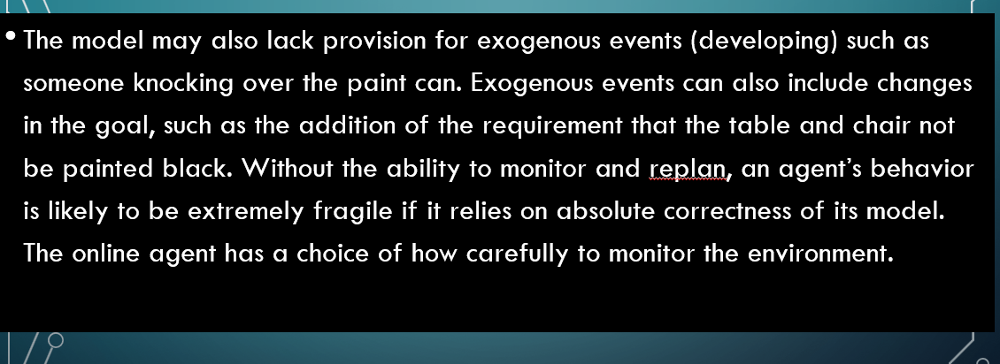 • The model may also lack provision for exogenous events (developing) such as
someone knocking over the paint can. Exogenous events can also include changes
in the goal, such as the addition of the requirement that the table and chair not
be painted black. Without the ability to monitor and replan, an agent’s behavior
is likely to be extremely fragile if it relies on absolute correctness of its model.
The online agent has a choice of how carefully to monitor the environment.